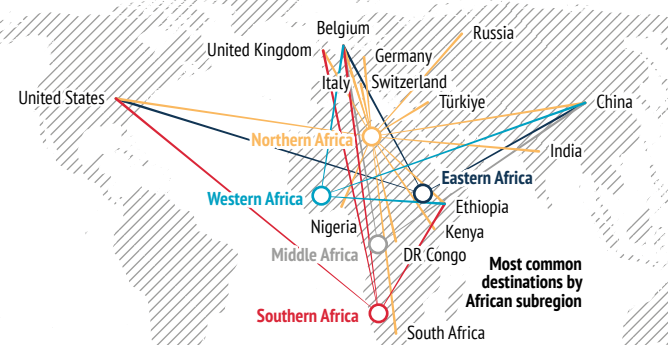 Belgium
Russia
United Kingdom
Germany
Italy
Switzerland
United States
Türkiye
China
Northern Africa
India
Eastern Africa
Western Africa
Ethiopia
Nigeria
Kenya
Middle Africa
DR Congo
Most common
destinations by
African subregion
Southern Africa
South Africa